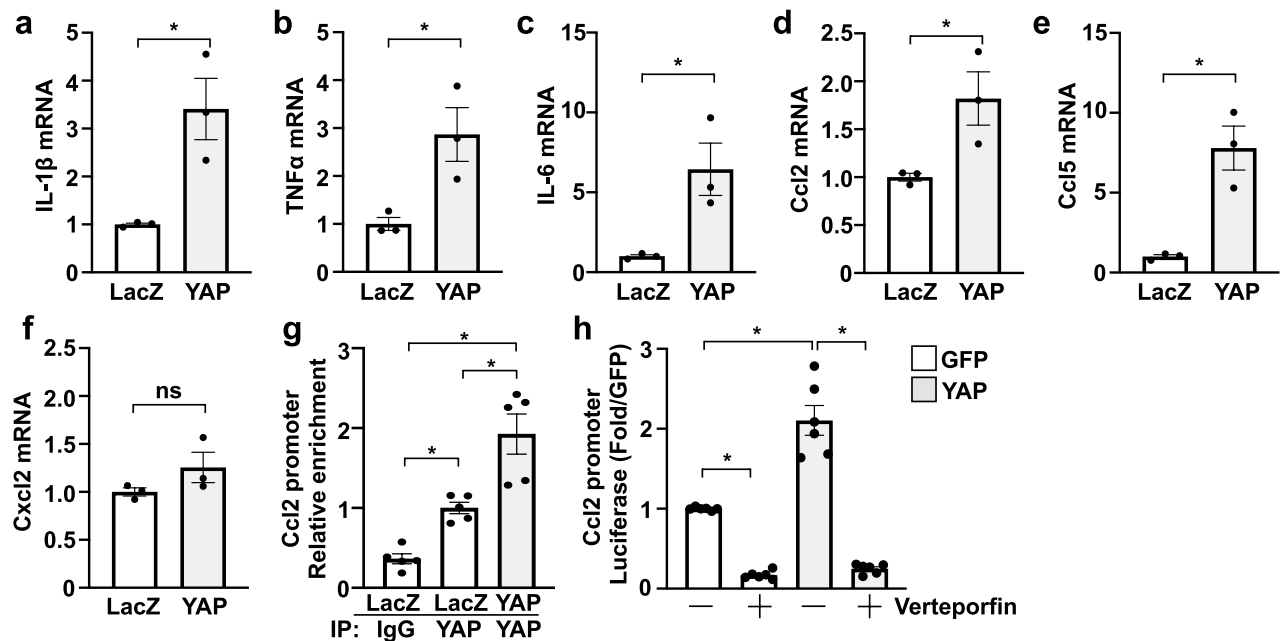 a
IL-1β mRNA
5
4
3
2
1
0
*
LacZ YAP
b
TNFα mRNA
5
4
3
2
1
0
*
LacZ YAP
c
IL-6 mRNA
15
10
5
0
*
LacZ YAP
d
Ccl2 mRNA
2.5
2.0
1.5
1.0
0.5
0
*
LacZ YAP
e
Ccl5 mRNA
15
10
5
0
*
LacZ YAP
f
Cxcl2 mRNA
2.5
2.0
1.5
1.0
0.5
0
ns
LacZ YAP
g
Ccl2 promoter
Relative enrichment
3
2
1
0
*
*
*
LacZ LacZ YAP
IP: IgG YAP YAP
h
Ccl2 promoter
Luciferase (Fold/GFP)
3
2
1
0
* *
*
— + — + Verteporfin
GFP
YAP